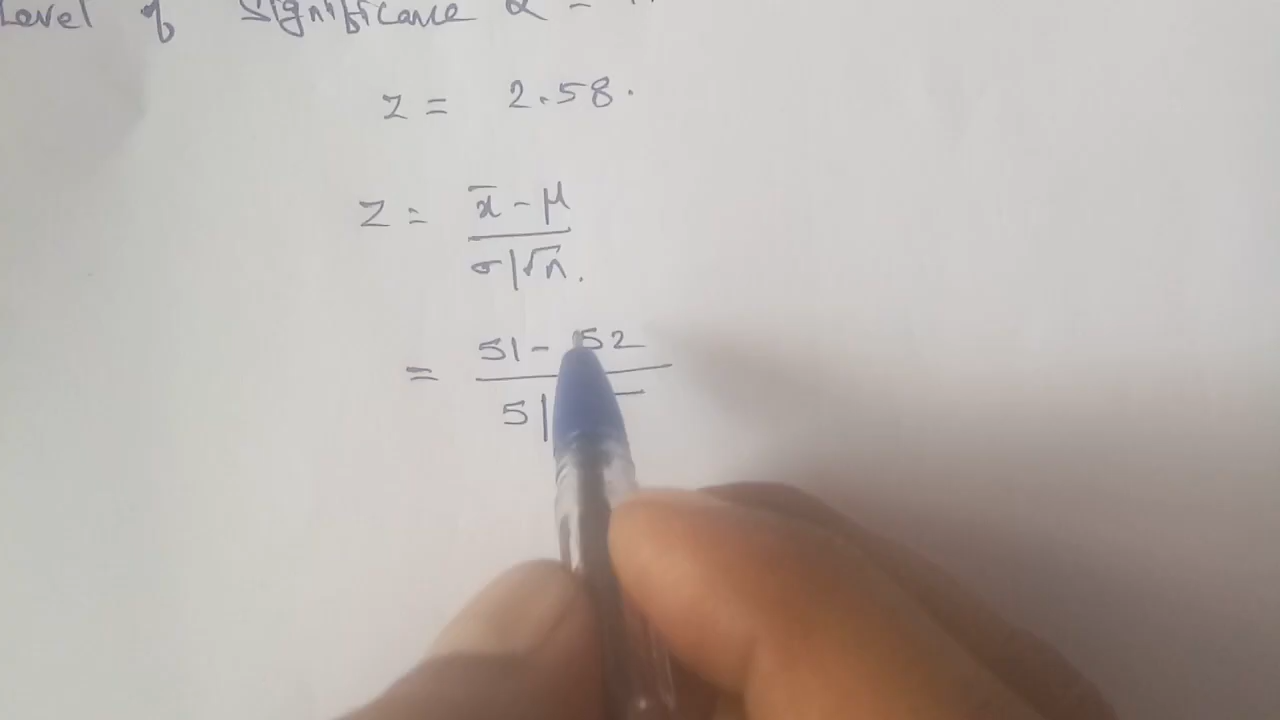 Level of Significance α =
z = 2.58.
z = x̄ - μ
σ/√n.
= 51 - 52
5/√